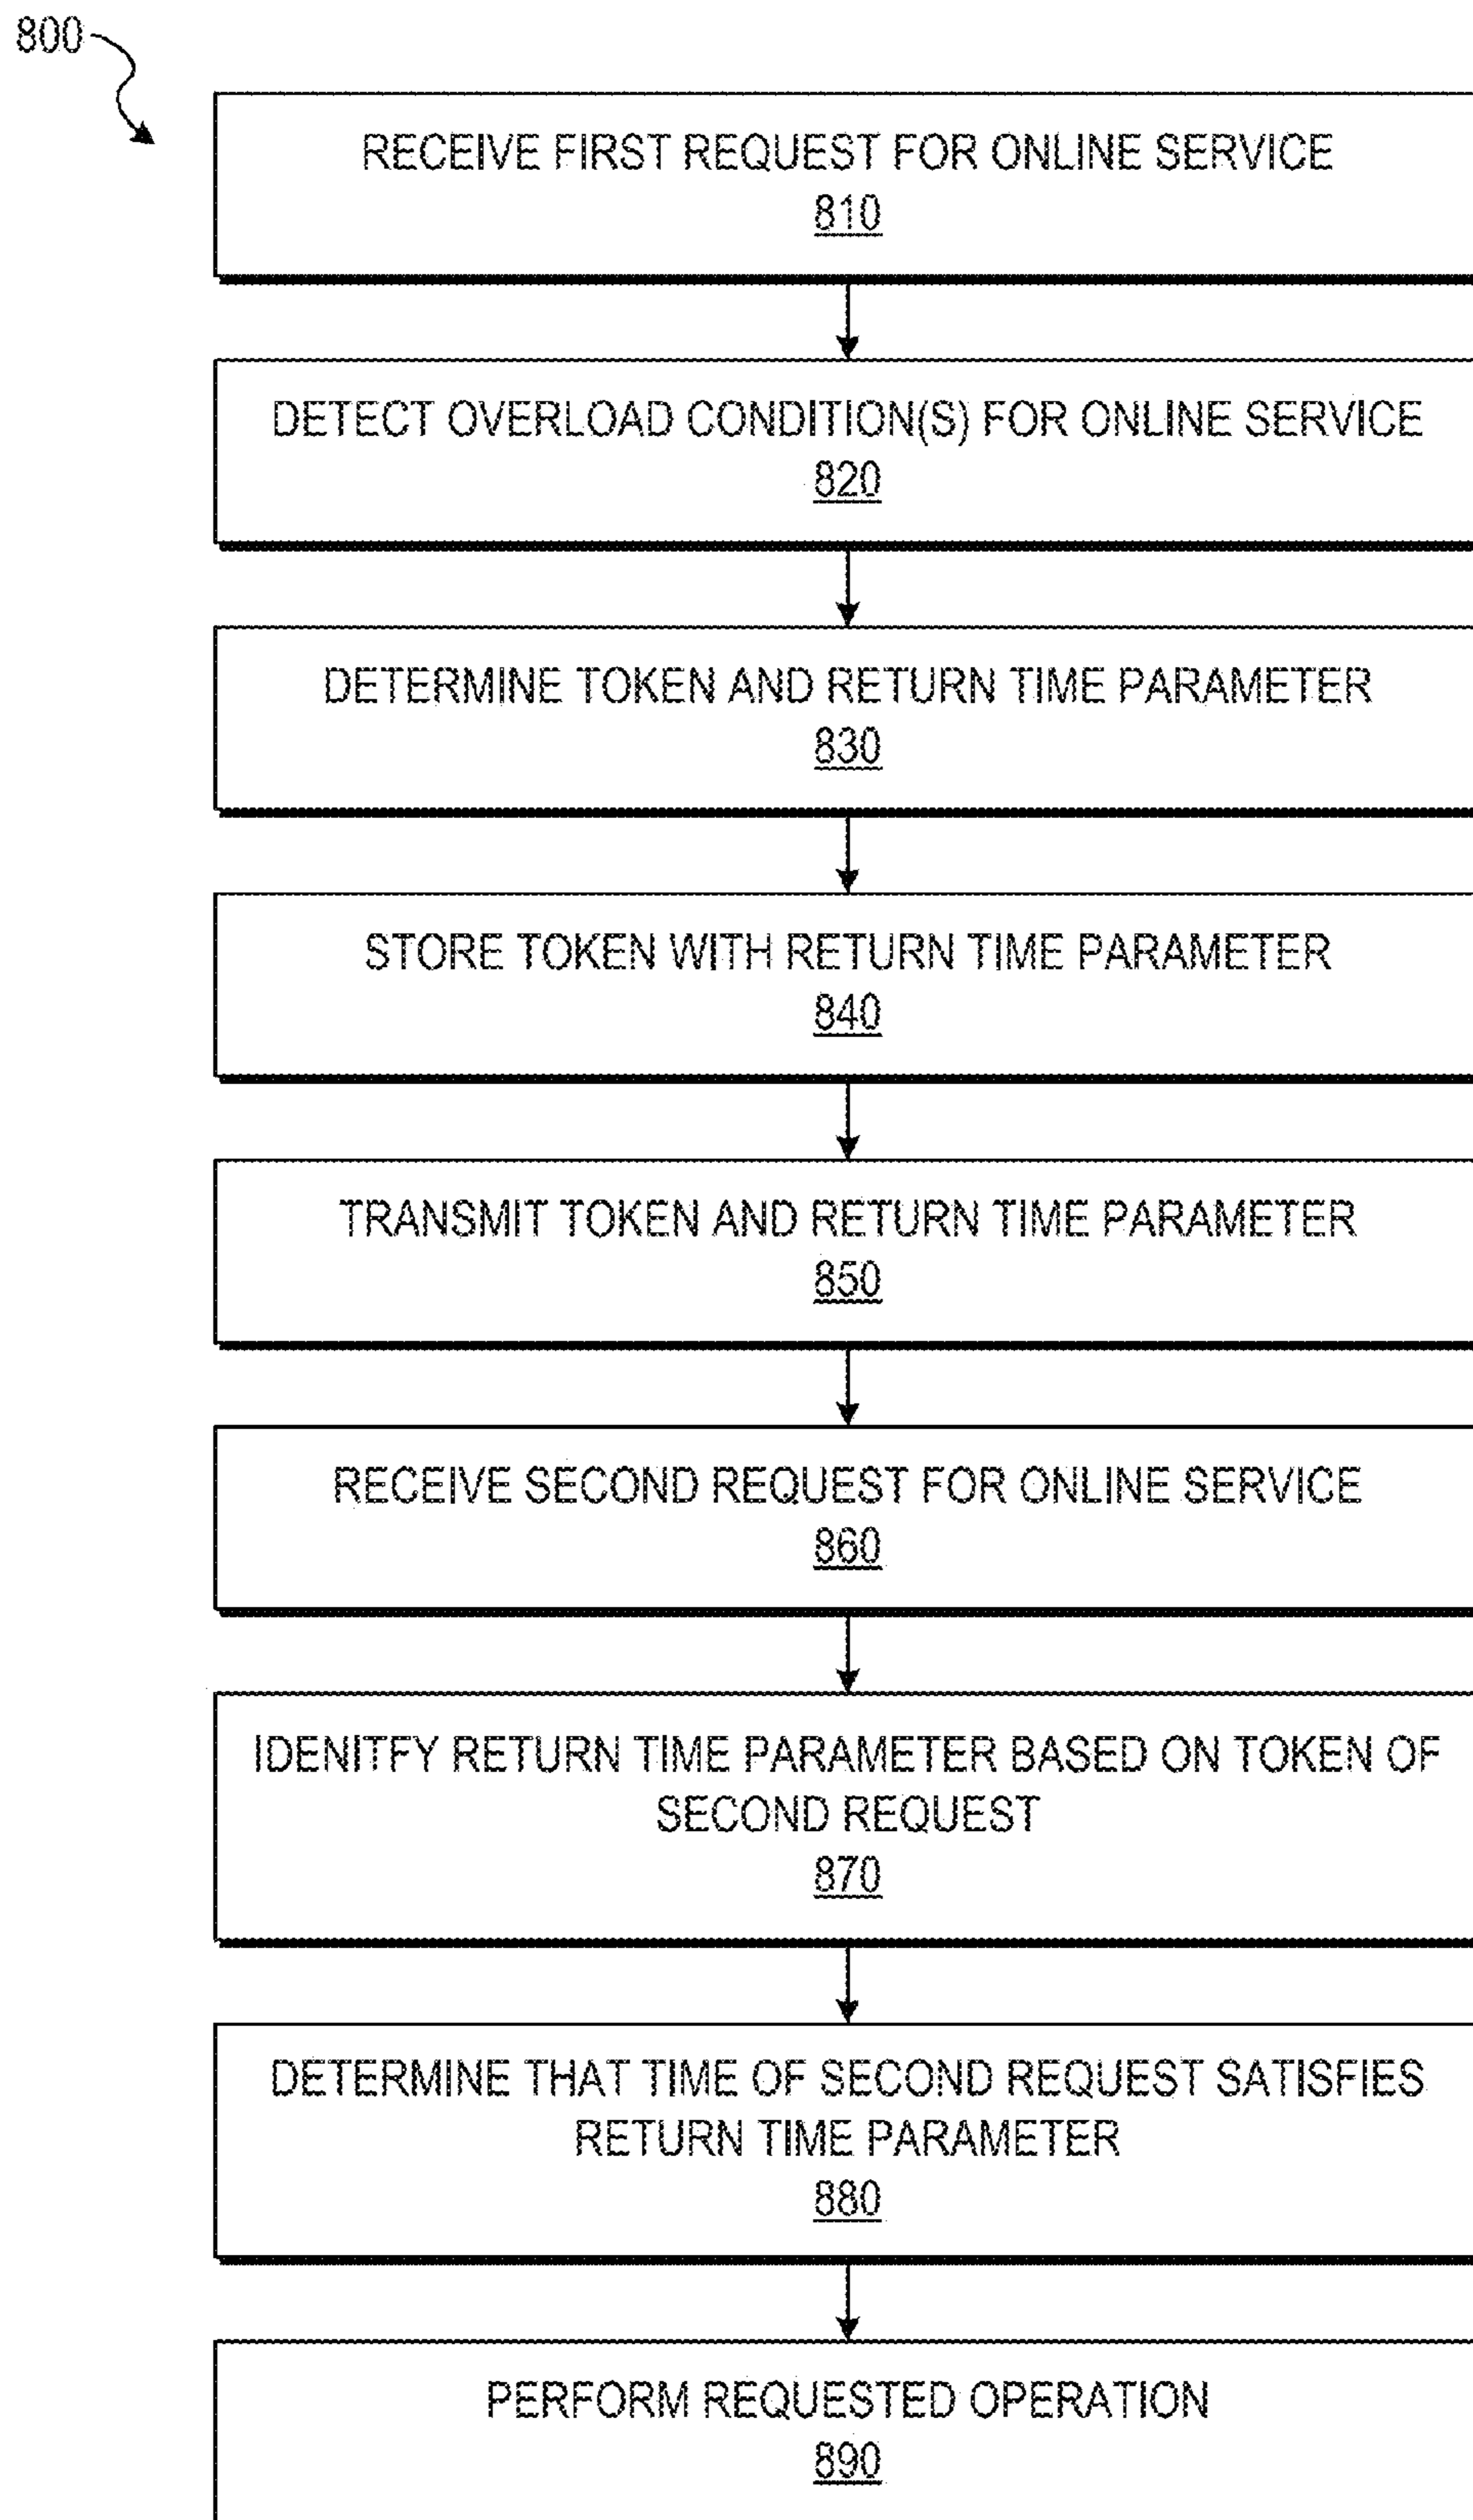 800
RECEIVE FIRST REQUEST FOR ONLINE SERVICE
810
DETECT OVERLOAD CONDITION(S) FOR ONLINE SERVICE
820
DETERMINE TOKEN AND RETURN TIME PARAMETER
830
STORE TOKEN WITH RETURN TIME PARAMETER
840
TRANSMIT TOKEN AND RETURN TIME PARAMETER
850
RECEIVE SECOND REQUEST FOR ONLINE SERVICE
860
IDENITFY RETURN TIME PARAMETER BASED ON TOKEN OF
SECOND REQUEST
870
DETERMINE THAT TIME OF SECOND REQUEST SATISFIES
RETURN TIME PARAMETER
880
PERFORM REQUESTED OPERATION
890